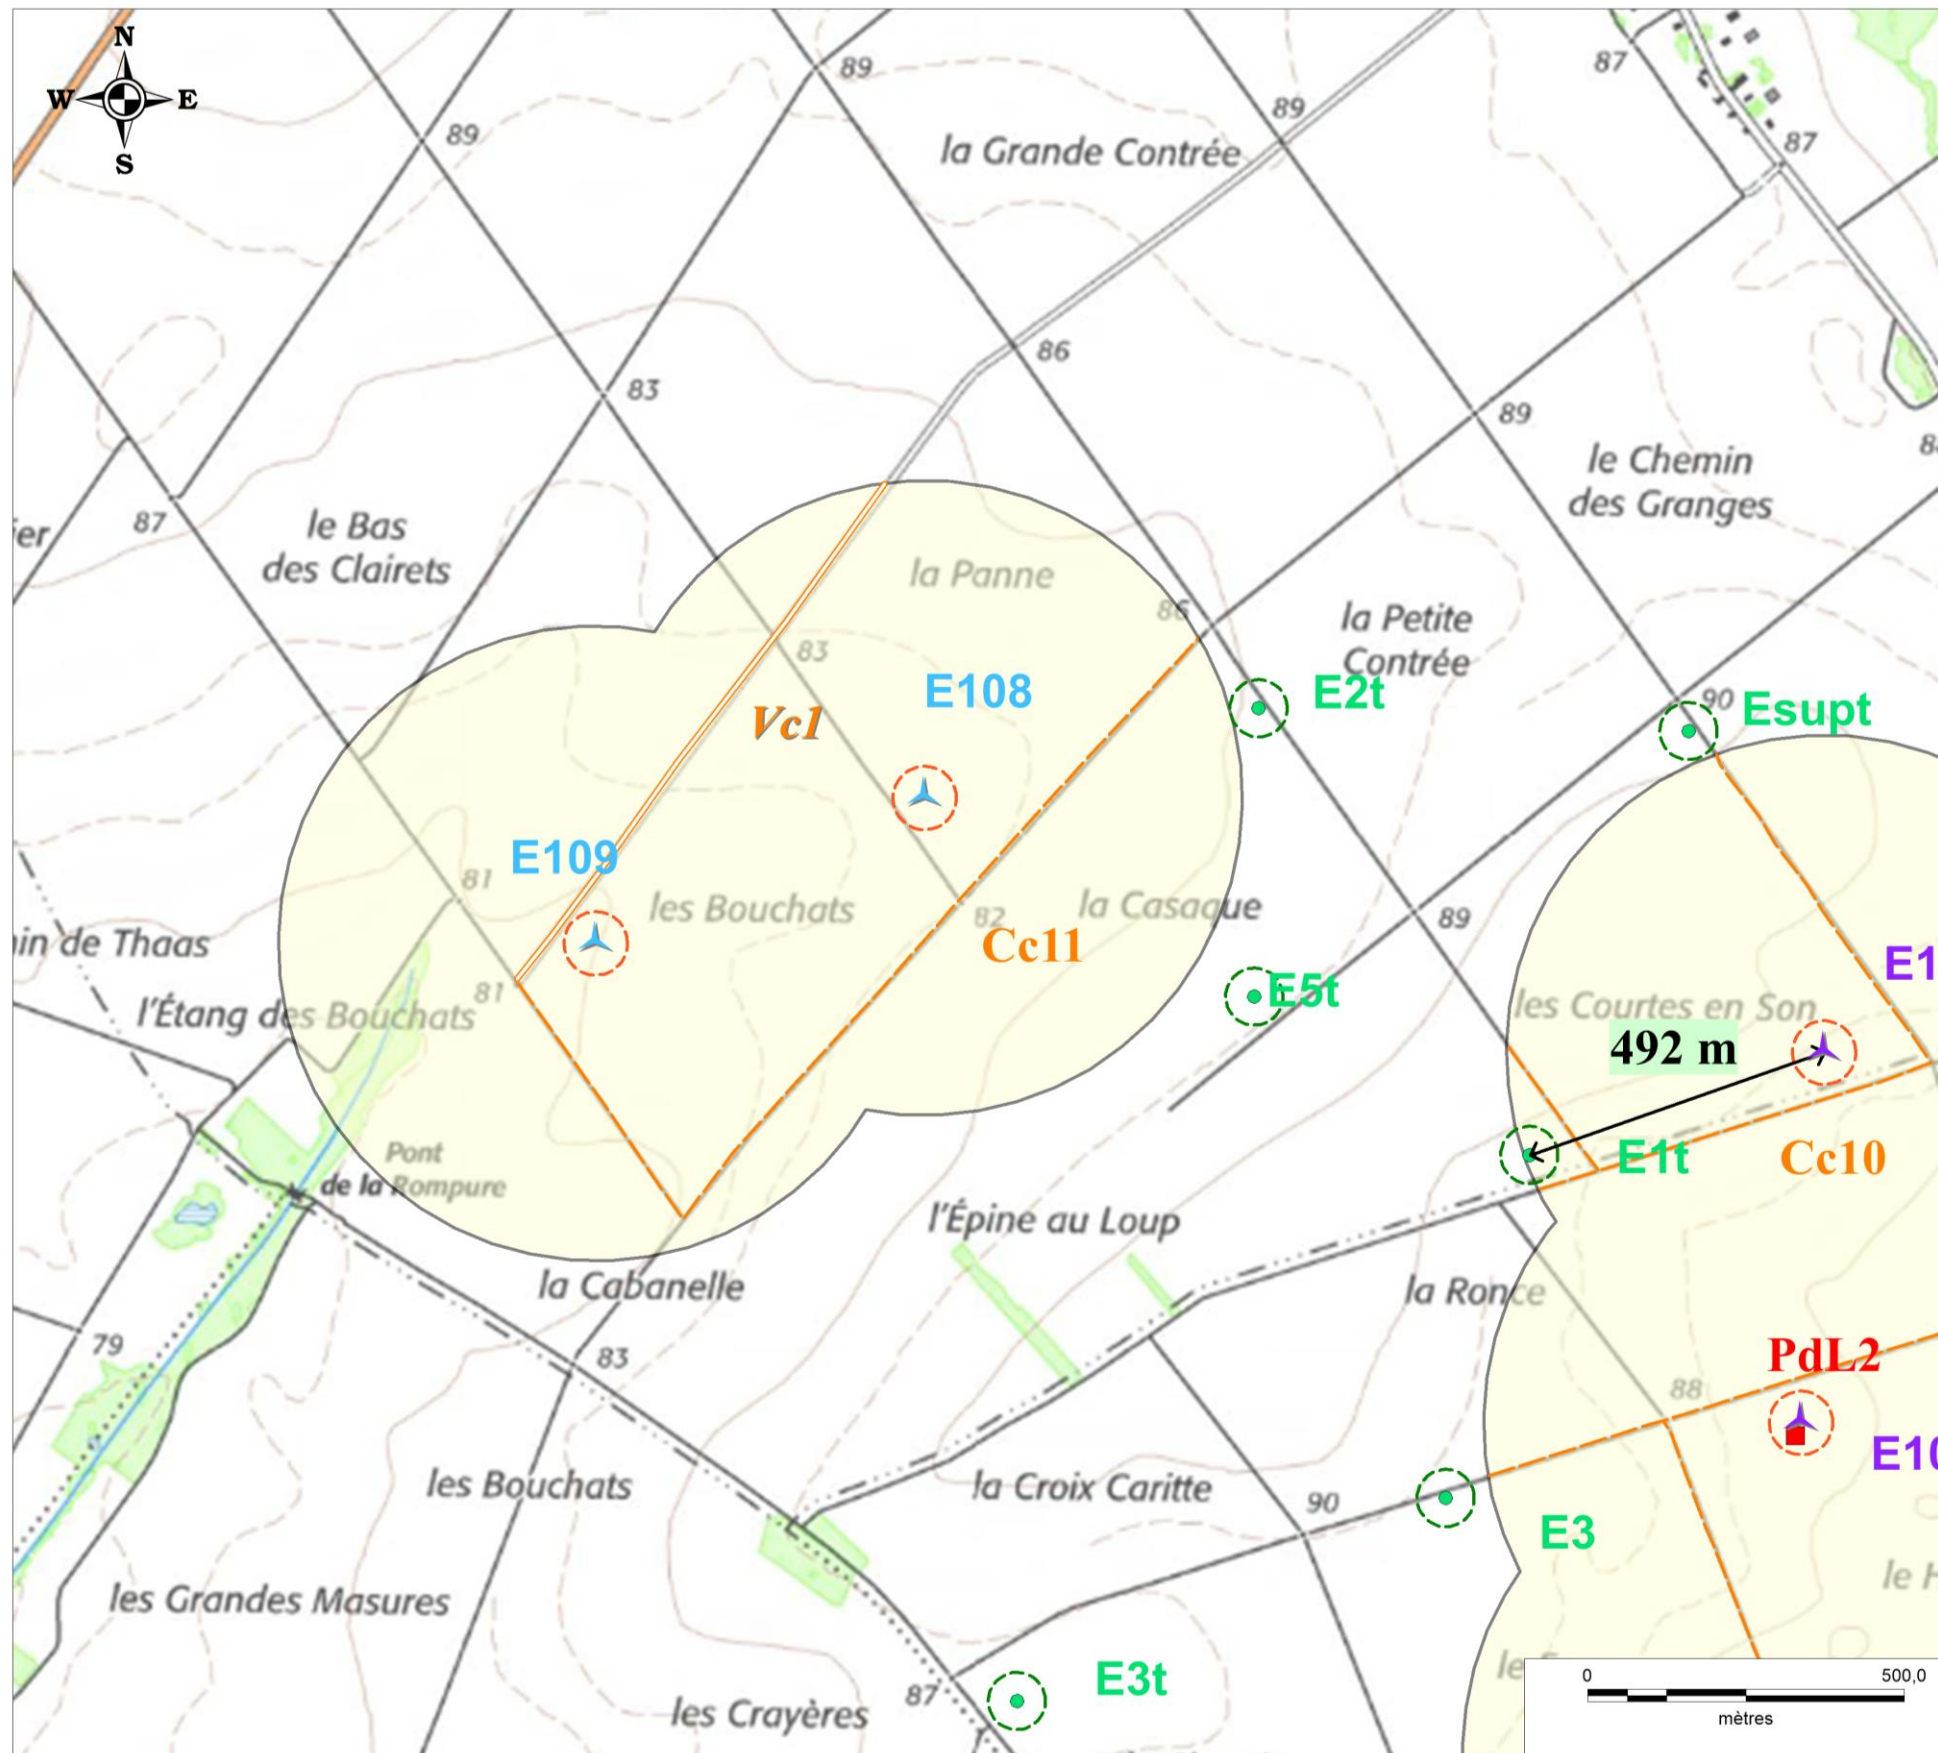 N
W E
S
89
89
89
87
87
la Grande Contrée
86
83
89
le Chemin
des Granges
87
le Bas
des Clairets
la Panne
86
la Petite
Contrée
83
E108
E2t
90
Esupt
Vc1
E109
81
les Bouchats
82
la Casaque
89
Cc11
81
l'Étang des Bouchats
E5t
les Courtes en Son
492 m
Pont
de la Rompure
E1t
Cc10
l'Épine au Loup
la Cabanelle
la Ronce
79
83
PdL2
88
les Bouchats
la Croix Caritte
90
E3
les Grandes Masures
E3t
87
les Crayères
0 500,0
mètres